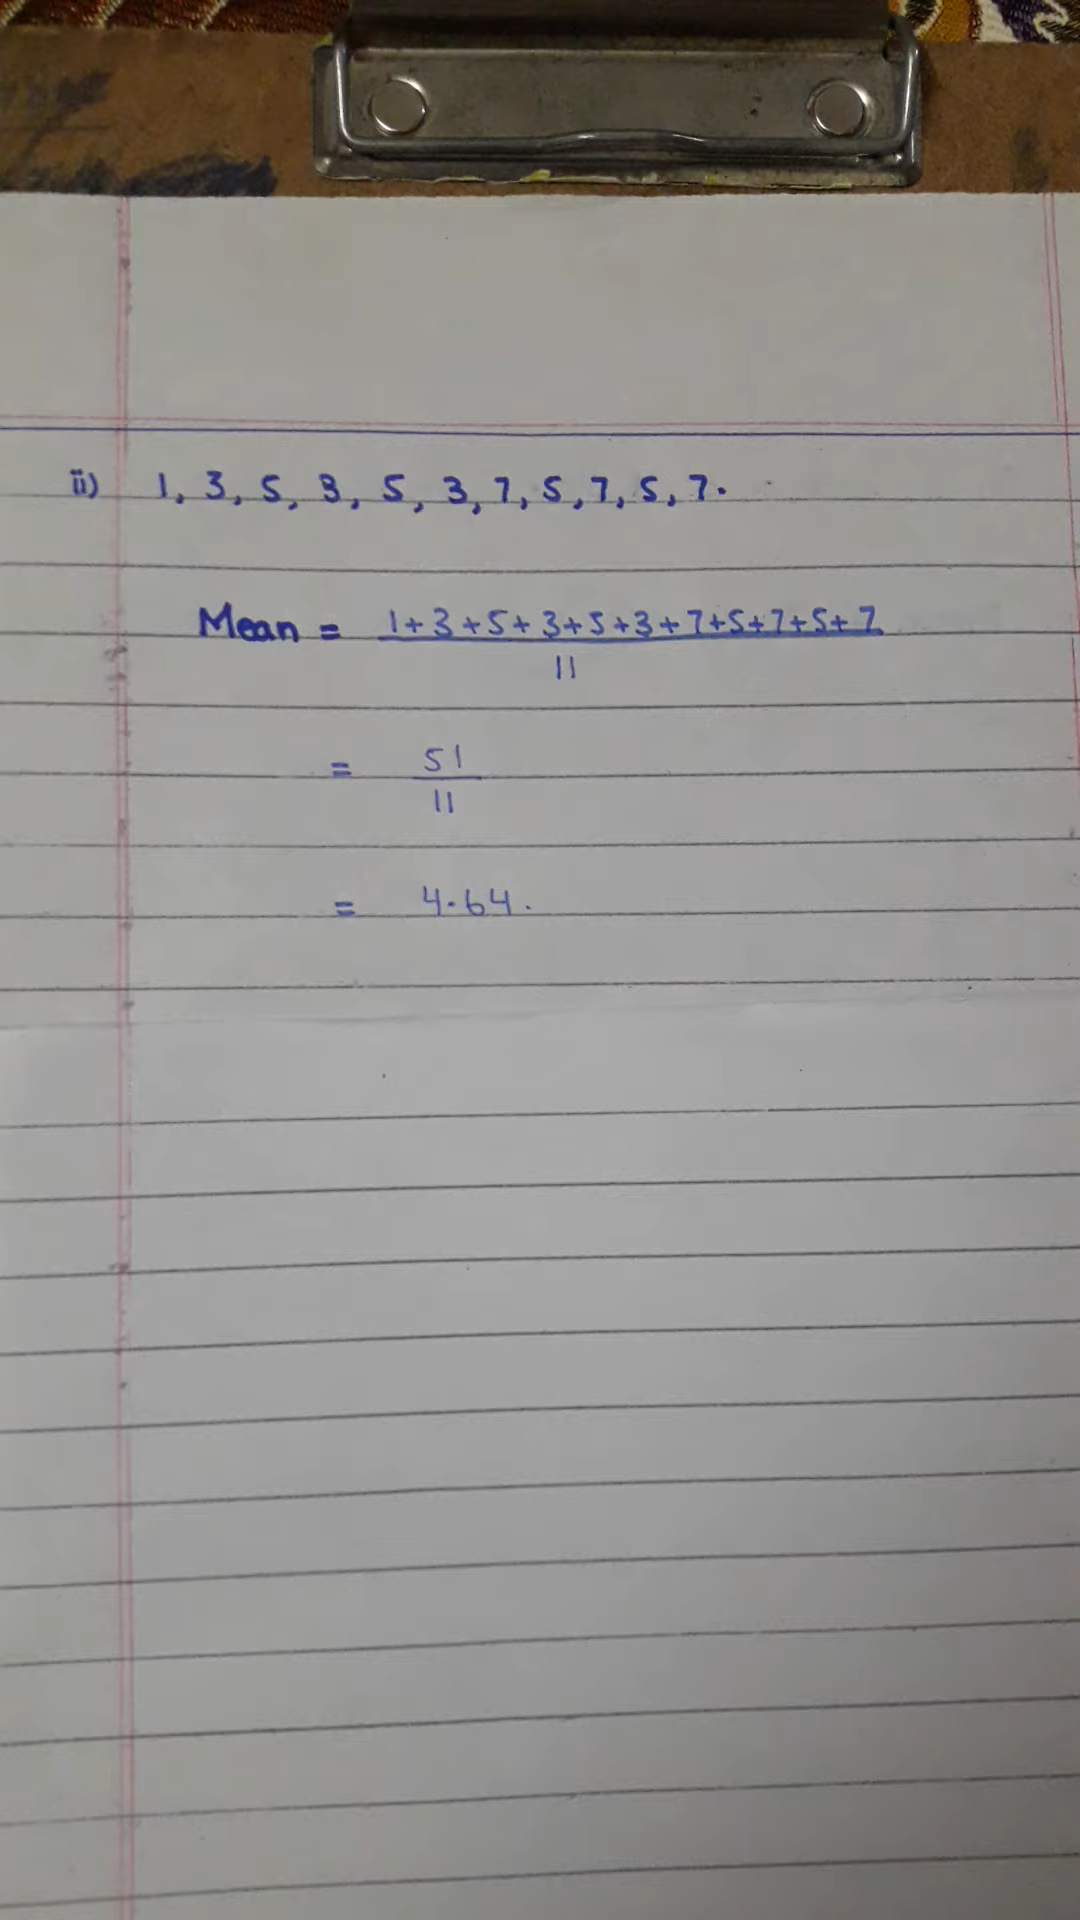 ii) 1, 3, 5, 3, 5, 3, 7, 5, 7, 5, 7.
Mean = 1+3+5+3+5+3+7+5+7+5+7
11
= 51
11
= 4.64.